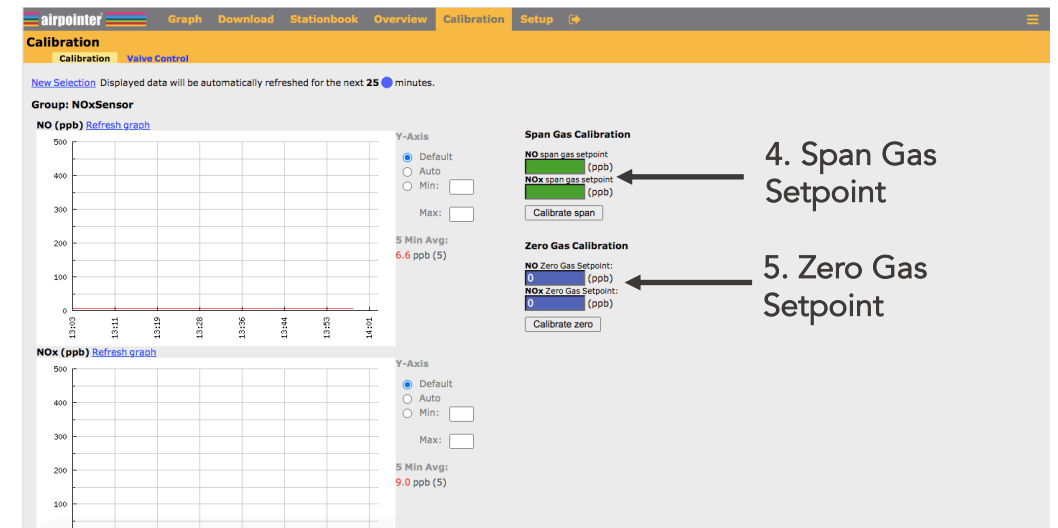 airpointer Graph Download Stationbook Overview Calibration Setup
Calibration
Calibration Valve Control
New Selection Displayed data will be automatically refreshed for the next 25 minutes.
Group: NOxSensor
NO (ppb) Refresh graph
500
400
300
200
100
0
13:03 13:11 13:19 13:28 13:36 13:44 13:53 14:01
Y-Axis
Default
Auto
Min:
Max:
5 Min Avg:
6.6 ppb (5)
Span Gas Calibration
NO span gas setpoint
(ppb)
NOx span gas setpoint
(ppb)
Calibrate span
4. Span Gas
Setpoint
Zero Gas Calibration
NO Zero Gas Setpoint:
0 (ppb)
NOx Zero Gas Setpoint:
0 (ppb)
Calibrate zero
5. Zero Gas
Setpoint
NOx (ppb) Refresh graph
500
400
300
200
100
Y-Axis
Default
Auto
Min:
Max:
5 Min Avg:
9.0 ppb (5)